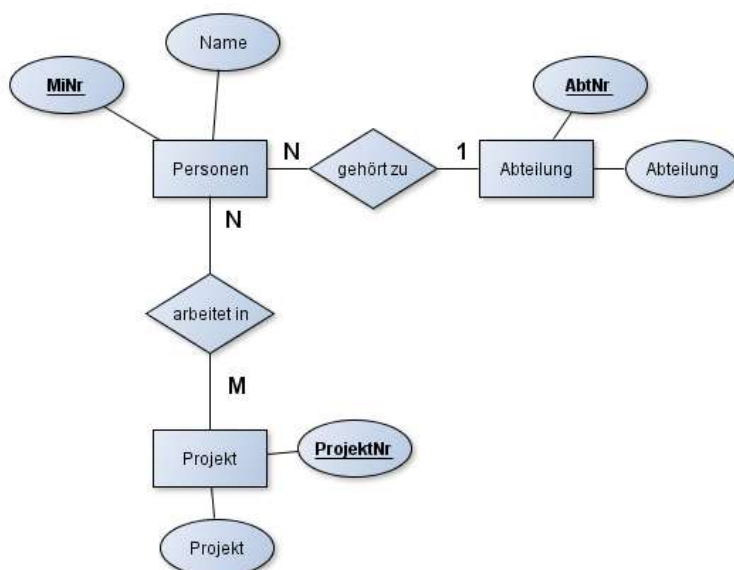 Name
MiNr
AbtNr
Personen
N
gehört zu
1
Abteilung
Abteilung
N
arbeitet in
M
Projekt
ProjektNr
Projekt